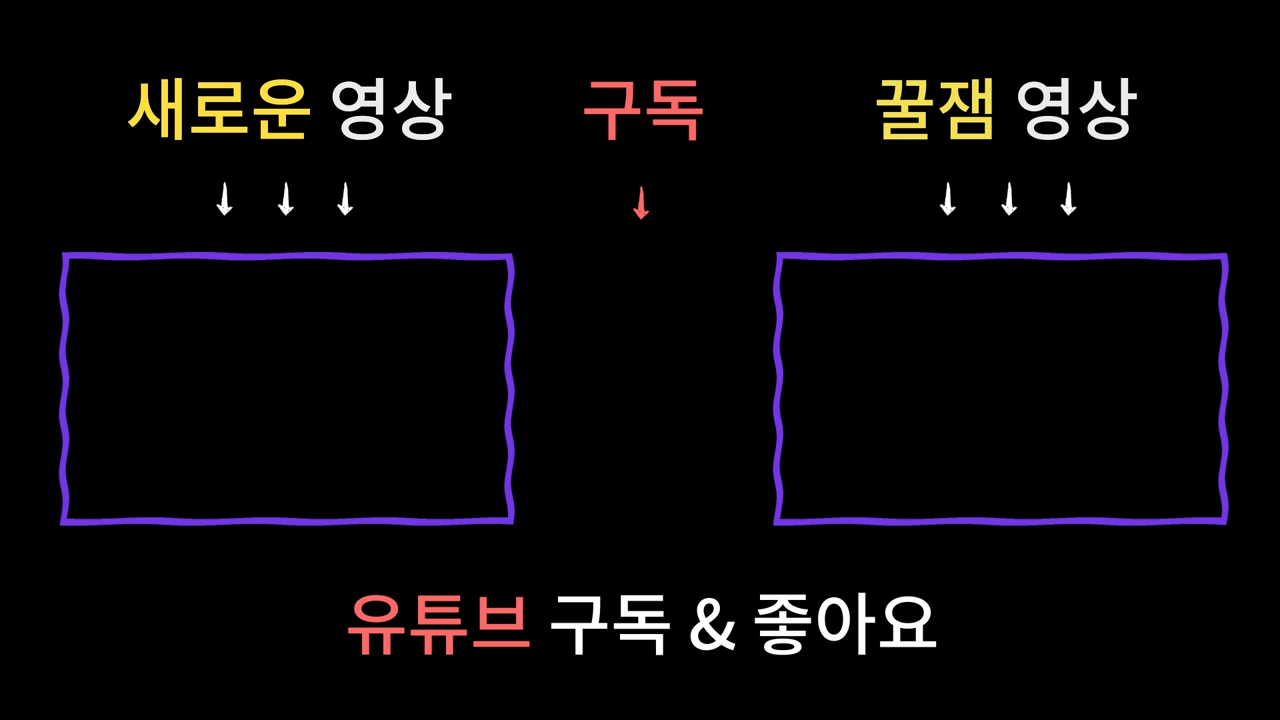 새로운 영상
구독
꿀잼 영상
유튜브 구독 & 좋아요